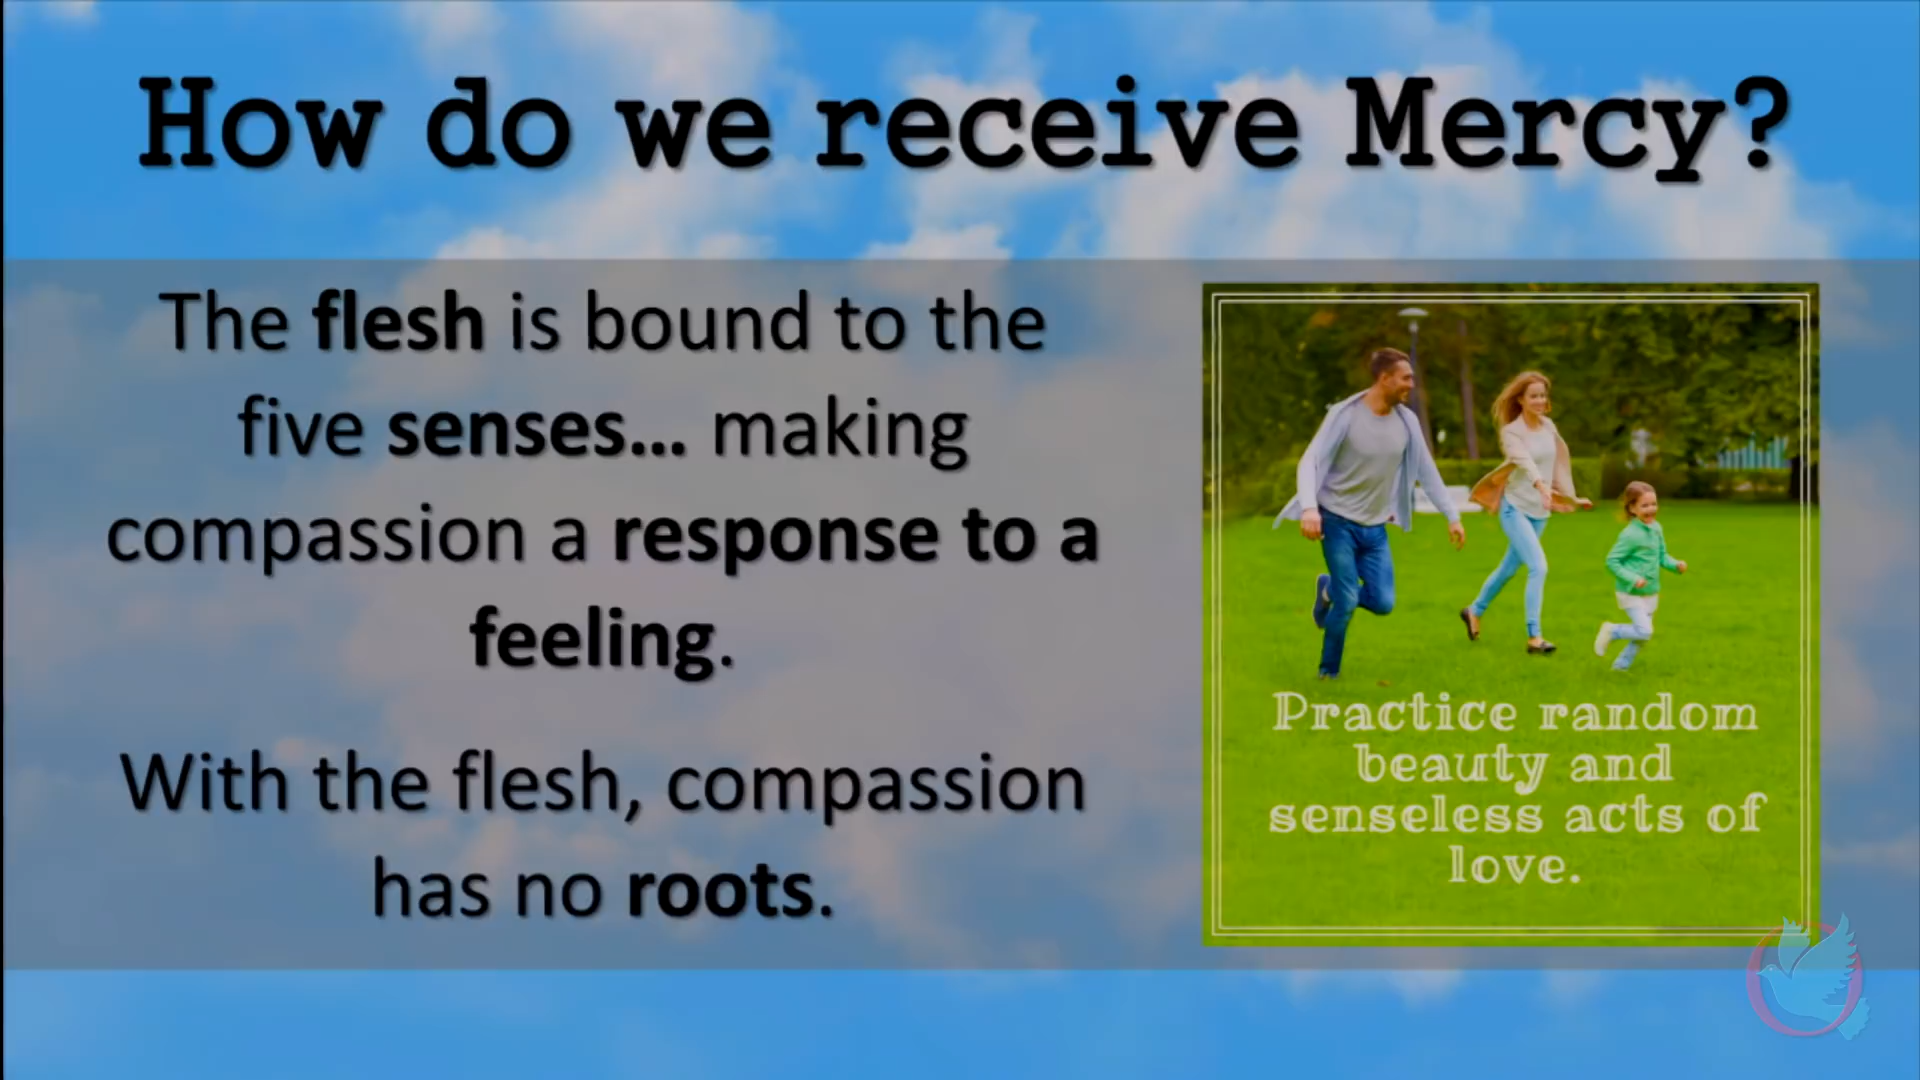 How do we receive Mercy?
The flesh is bound to the
five senses... making
compassion a response to a
feeling.
With the flesh, compassion
has no roots.
Practice random
beauty and
senseless acts of
love.